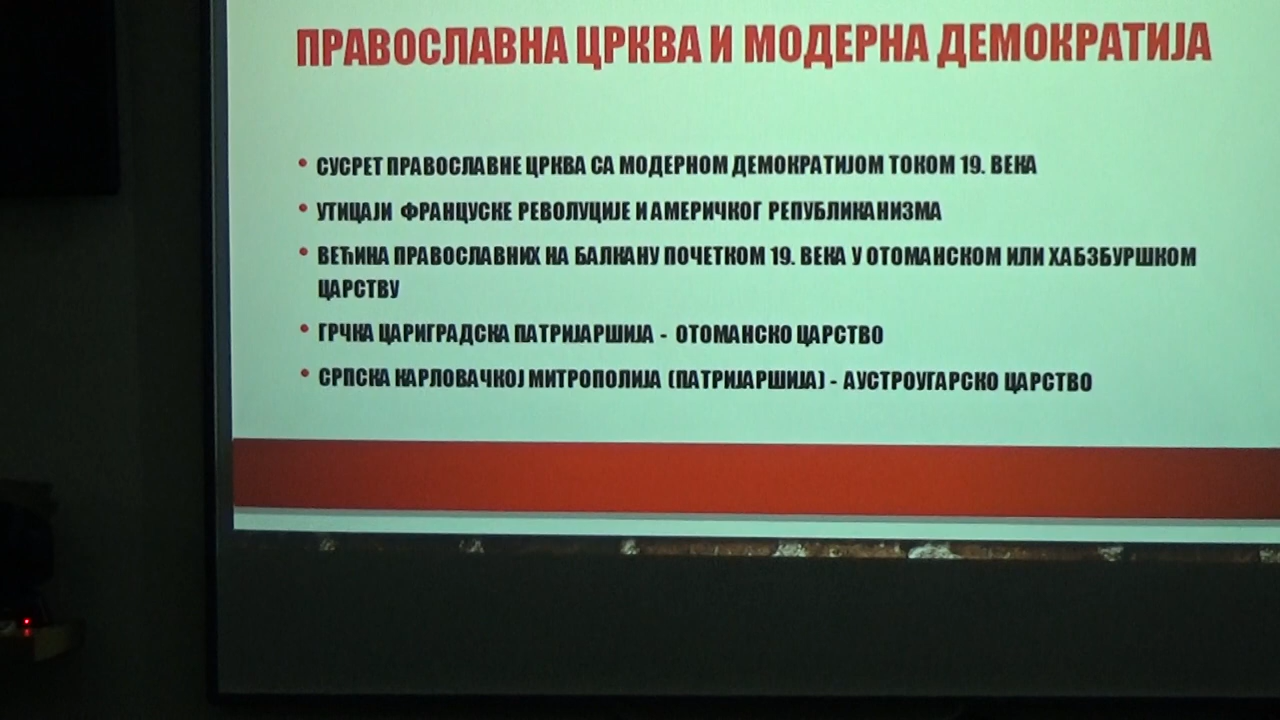 ПРАВОСЛАВНА ЦРКВА И МОДЕРНА ДЕМОКРАТИЈА
• СУСРЕТ ПРАВОСЛАВНЕ ЦРКВА СА МОДЕРНОМ ДЕМОКРАТИЈОМ ТОКОМ 19. ВЕКА
• УТИЦАЈИ ФРАНЦУСКЕ РЕВОЛУЦИЈЕ И АМЕРИЧКОГ РЕПУБЛИКАНИЗМА
• ВЕЋИНА ПРАВОСЛАВНИХ НА БАЛКАНУ ПОЧЕТКОМ 19. ВЕКА У ОТОМАНСКОМ ИЛИ ХАБЗБУРШКОМ
ЦАРСТВУ
• ГРЧКА ЦАРИГРАДСКА ПАТРИЈАРШИЈА - ОТОМАНСКО ЦАРСТВО
• СРПСКА КАРЛОВАЧКОЈ МИТРОПОЛИЈА (ПАТРИЈАРШИЈА) - АУСТРОУГАРСКО ЦАРСТВО